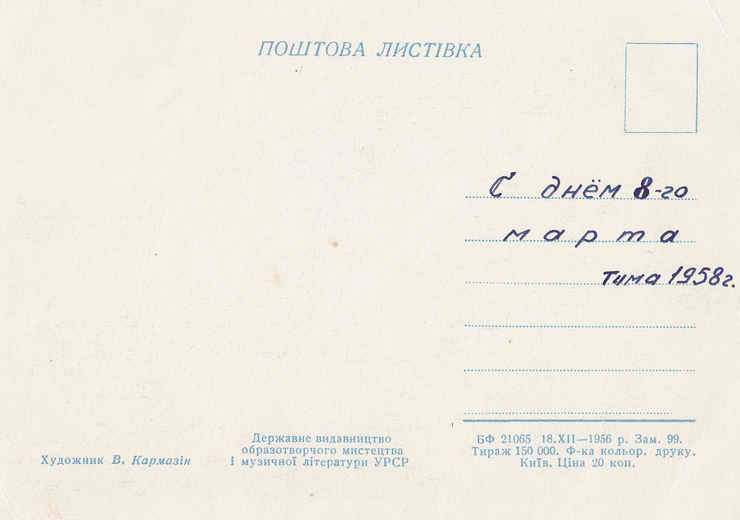 ПОШТОВА ЛИСТІВКА
С днём 8-го
марта
Тима 1958г.
Художник В. Кармазін
Державне видавництво
образотворчого мистецтва
і музичної літератури УРСР
БФ 21065 18.XII—1956 р. Зам. 99.
Тираж 150 000. Ф-ка кольор. друку.
Київ. Ціна 20 коп.